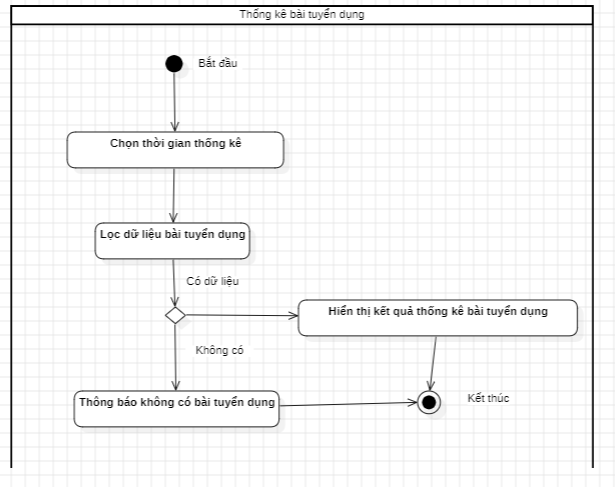 Thống kê bài tuyển dụng
Bắt đầu
Chọn thời gian thống kê
Lọc dữ liệu bài tuyển dụng
Có dữ liệu
Hiển thị kết quả thống kê bài tuyển dụng
Không có
Thông báo không có bài tuyển dụng
Kết thúc